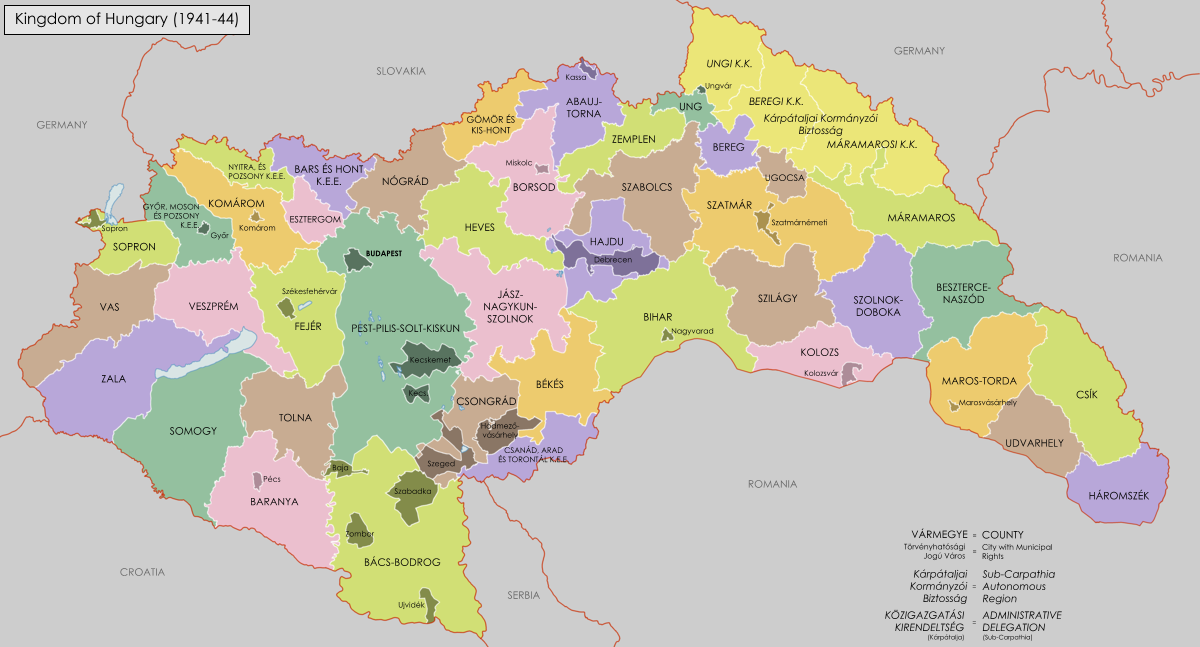 Kingdom of Hungary (1941-44)
GERMANY
SLOVAKIA
GERMANY
ROMANIA
ROMANIA
SERBIA
CROATIA
UNGI K.K.
Ungvár
BEREGI K.K.
Kárpátaljai Kormányzói
Biztosság
MÁRAMAROSI K.K.
Kassa
ABAUJ-
TORNA
UNG
GÖMÖR ÉS
KIS-HONT
ZEMPLEN
BEREG
Miskolc
BORSOD
SZABOLCS
UGOCSA
NYITRA, ÉS
POZSONY K.E.E.
BARS ÉS HONT
K.E.E.
NÓGRÁD
KOMÁROM
Komárom
ESZTERGOM
GYŐR, MOSON
ÉS POZSONY
K.E.E.
Győr
Sopron
SOPRON
HEVES
HAJDU
Debrecen
SZATMÁR
Szatmárnémeti
MÁRAMAROS
BUDAPEST
VAS
VESZPRÉM
Székesfehérvár
FEJÉR
PEST-PILIS-SOLT-KISKUN
JÁSZ-
NAGYKUN-
SZOLNOK
BIHAR
Nagyvarad
SZILÁGY
SZOLNOK-
DOBOKA
BESZTERCE-
NASZÓD
KOLOZS
Kolozsvár
ZALA
Kecskemet
Kecs.
CSONGRÁD
BÉKÉS
MAROS-TORDA
Marosvásárhely
CSÍK
SOMOGY
TOLNA
Hódmező-
vásárhely
CSANÁD, ARAD
ÉS TORONTÁL K.E.E.
UDVARHELY
Baja
Szeged
Pécs
BARANYA
Szabadka
HÁROMSZÉK
Zombor
BÁCS-BODROG
Ujvidék
VÁRMEGYE = COUNTY
Törvényhatósági
Jogú Város
=
City with Municipal
Rights
Kárpátaljai
Kormányzói
Biztosság
=
Sub-Carpathia
Autonomous
Region
KÖZIGAZGATÁSI
KIRENDELTSÉG
(Kárpátalja)
=
ADMINISTRATIVE
DELEGATION
(Sub-Carpathia)